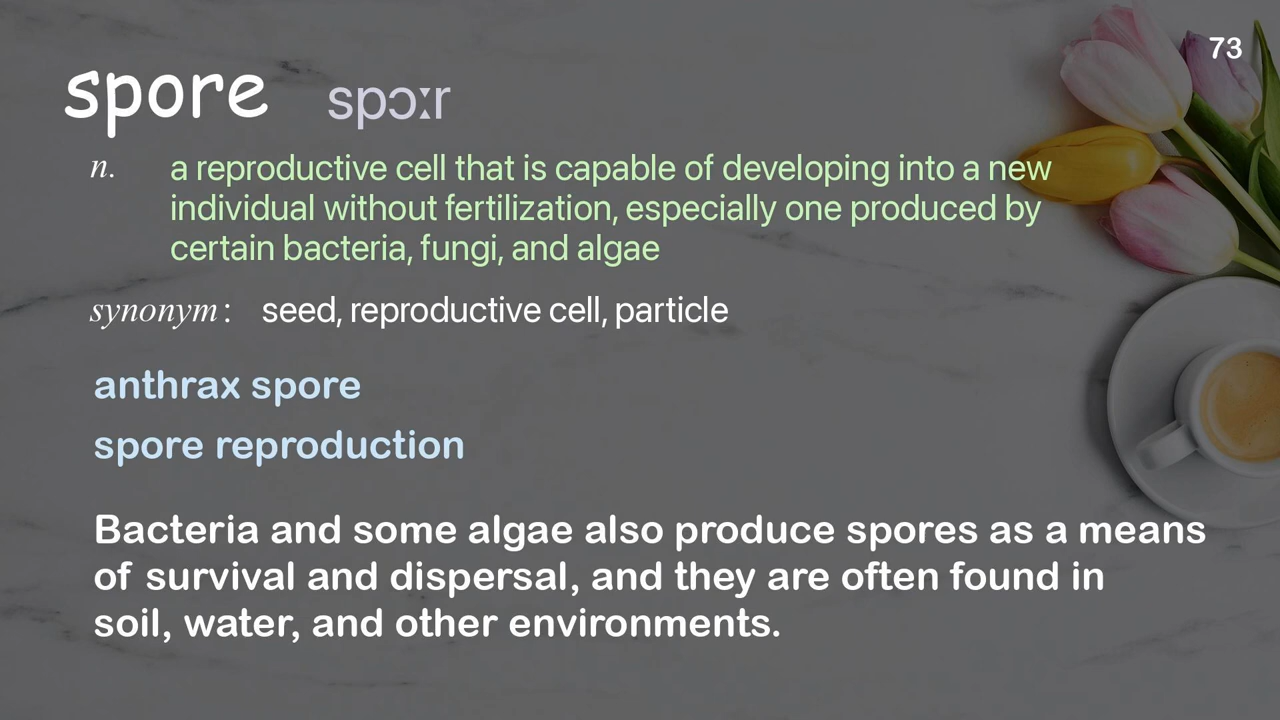 73
spore spɔːr
n. a reproductive cell that is capable of developing into a new
individual without fertilization, especially one produced by
certain bacteria, fungi, and algae
synonym: seed, reproductive cell, particle
anthrax spore
spore reproduction
Bacteria and some algae also produce spores as a means
of survival and dispersal, and they are often found in
soil, water, and other environments.